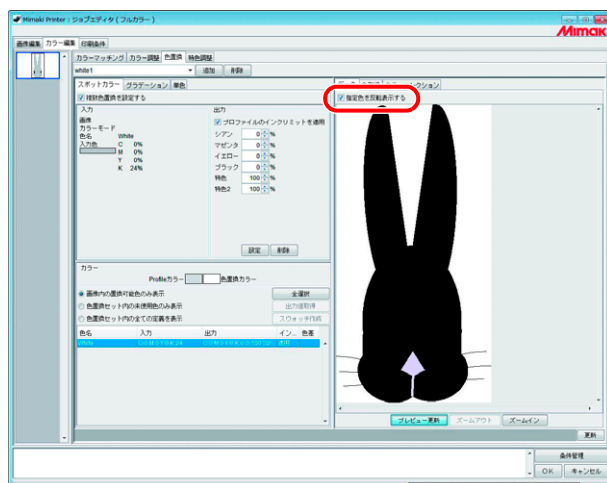 Mimaki Printer : ジョブエディタ ( フルカラー )
Mimaki
画像編集 カラー編集 印刷条件
カラーマッチング カラー調整 色置換 特色調整
white1 追加 削除
スポットカラー グラデーション 単色
複数色置換を設定する
指定色を反転表示する
入力 出力
画像
カラーモード
色名 White
入力色 C 0%
M 0%
Y 0%
K 24%
プロファイルのインクリミットを適用
シアン 0 %
マゼンタ 0 %
イエロー 0 %
ブラック 0 %
特色 100 %
特色2 100 %
設定 削除
カラー
Profileカラー 色置換カラー
画像内の置換可能色のみ表示 全選択
色置換セット内の未使用色のみ表示 出力値取得
色置換セット内の全ての定義を表示 スウォッチ作成
色名 入力 出力 イン... 色差
White
プレビュー更新 ズームアウト ズームイン
更新
条件管理
OK キャンセル